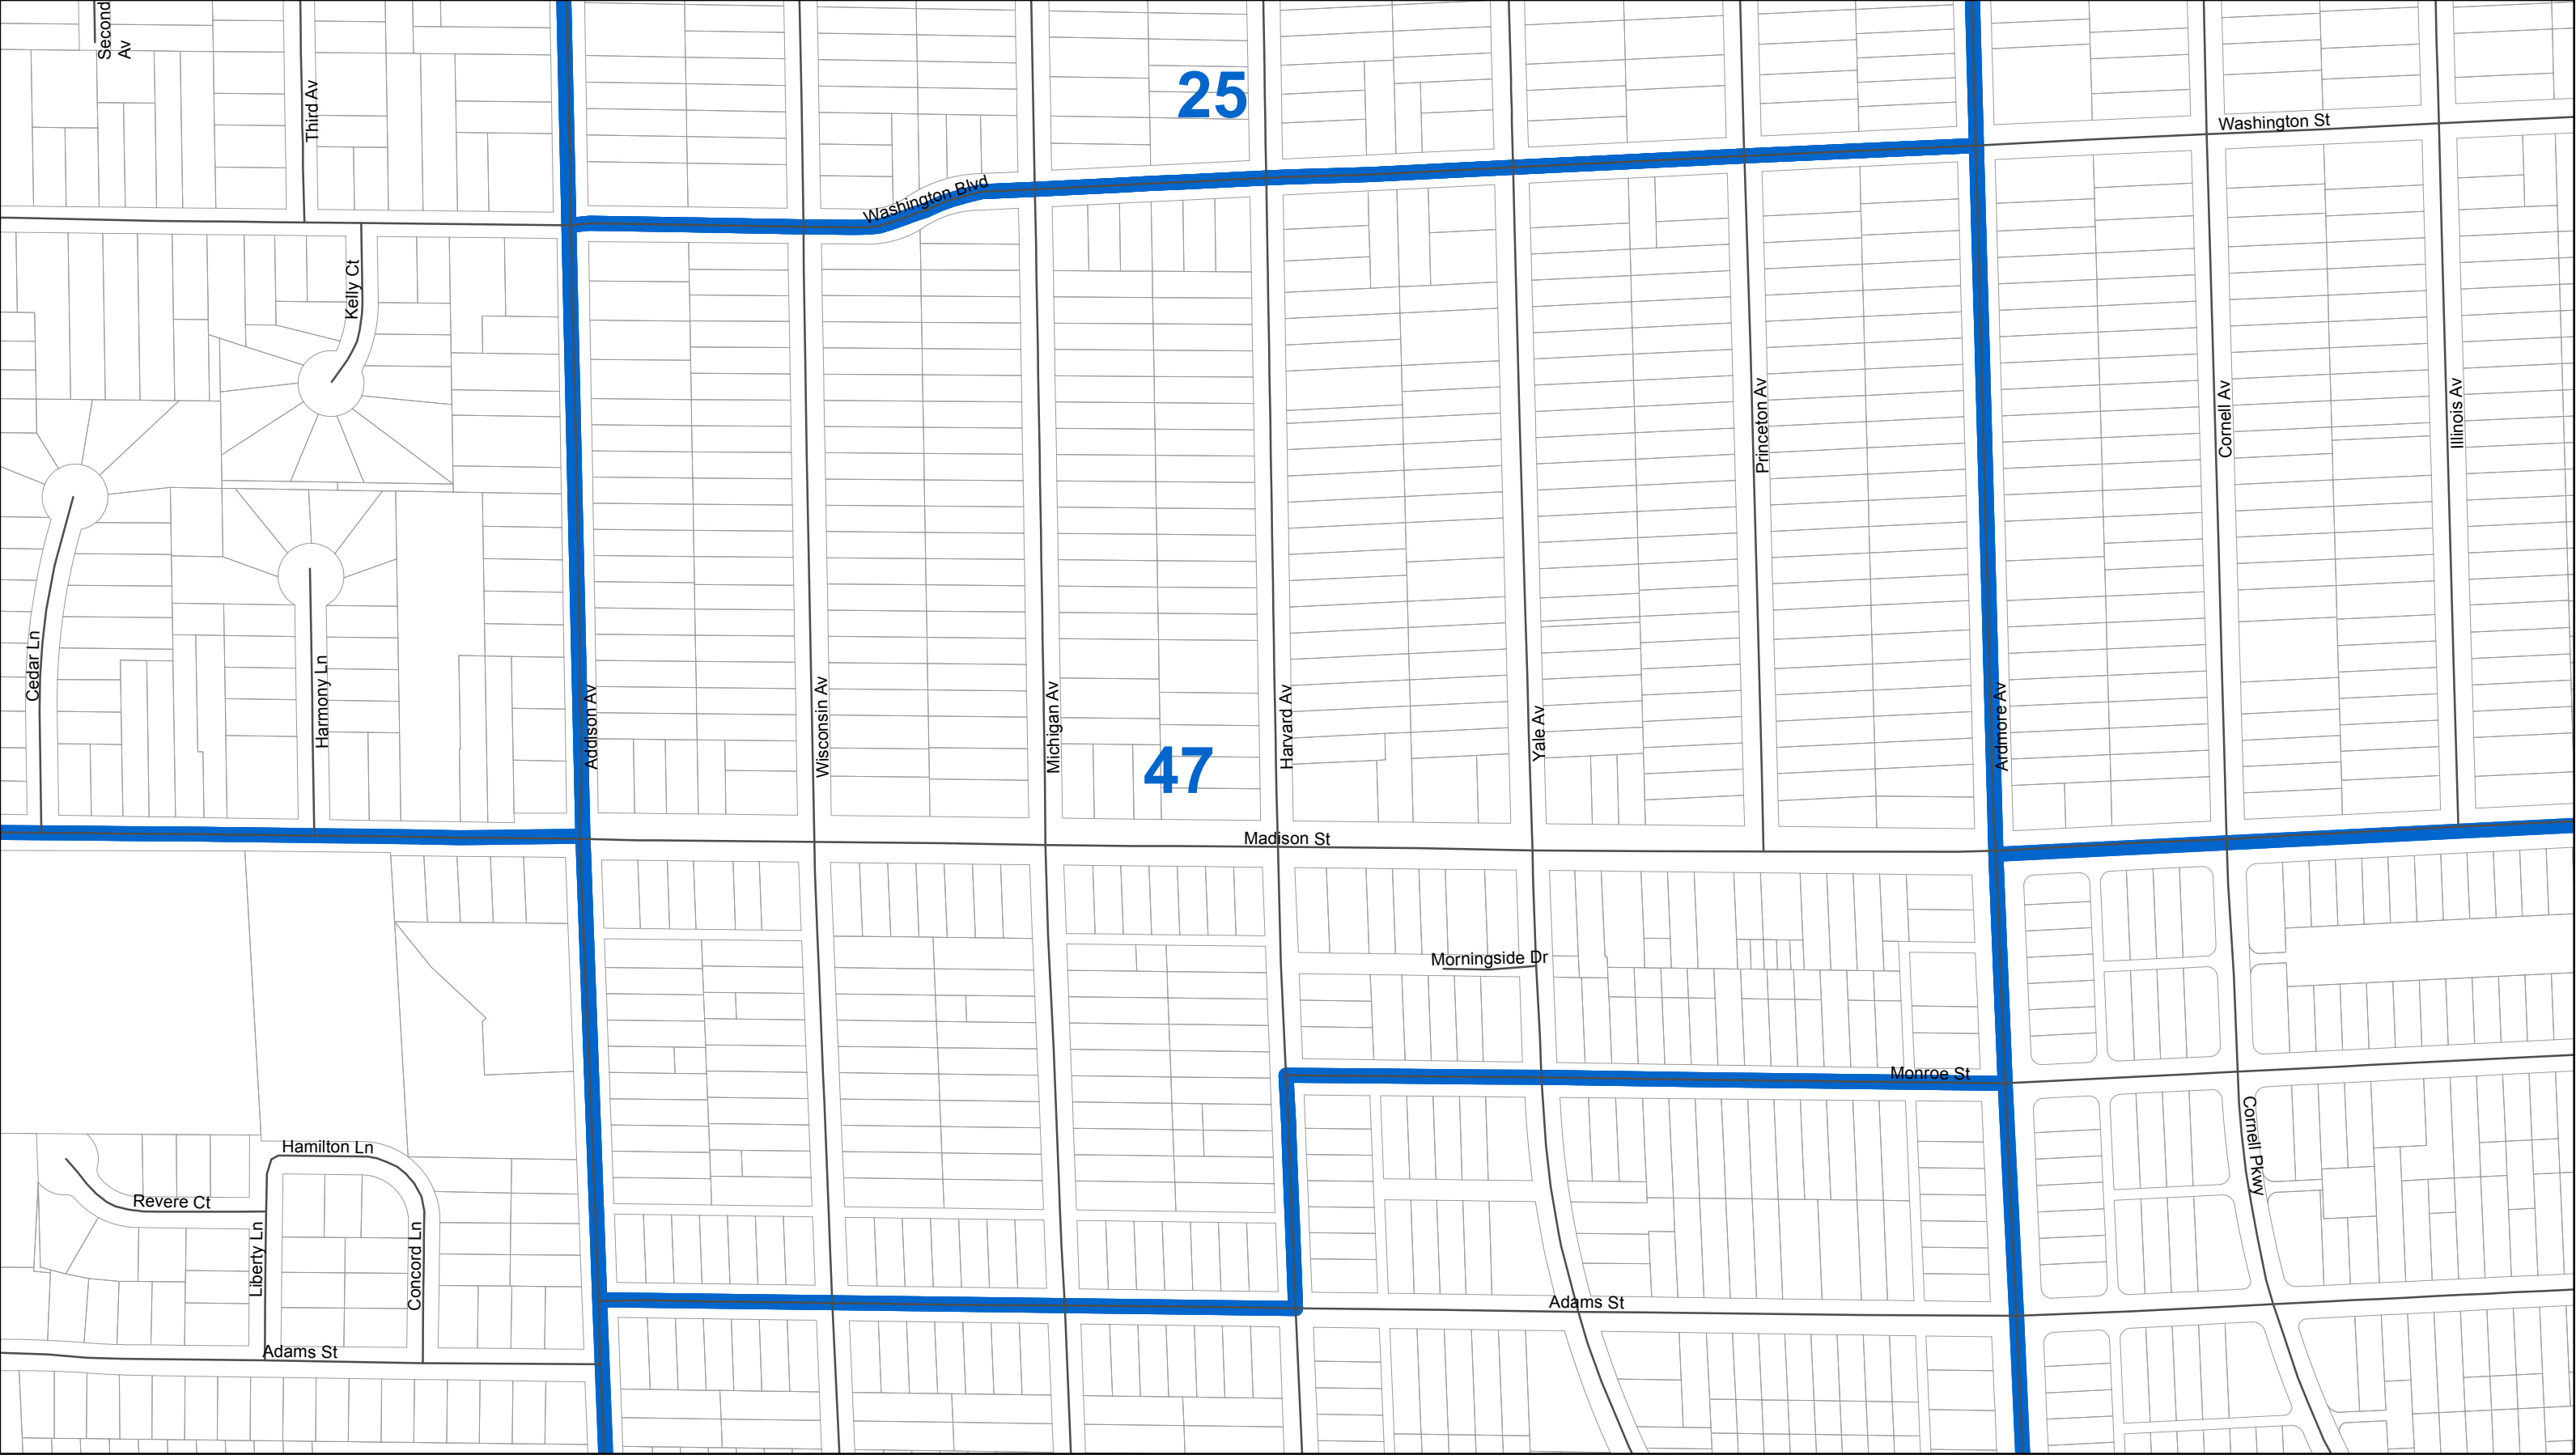 Second
Av
Third Av
25
Washington St
Washington Blvd
Kelly Ct
Princeton Av
Cornell Av
Illinois Av
Cedar Ln
Harmony Ln
Addison Av
Wisconsin Av
Michigan Av
Harvard Av
Yale Av
Ardmore Av
47
Madison St
Morningside Dr
Monroe St
Cornell Pkwy
Hamilton Ln
Revere Ct
Liberty Ln
Concord Ln
Adams St
Adams St